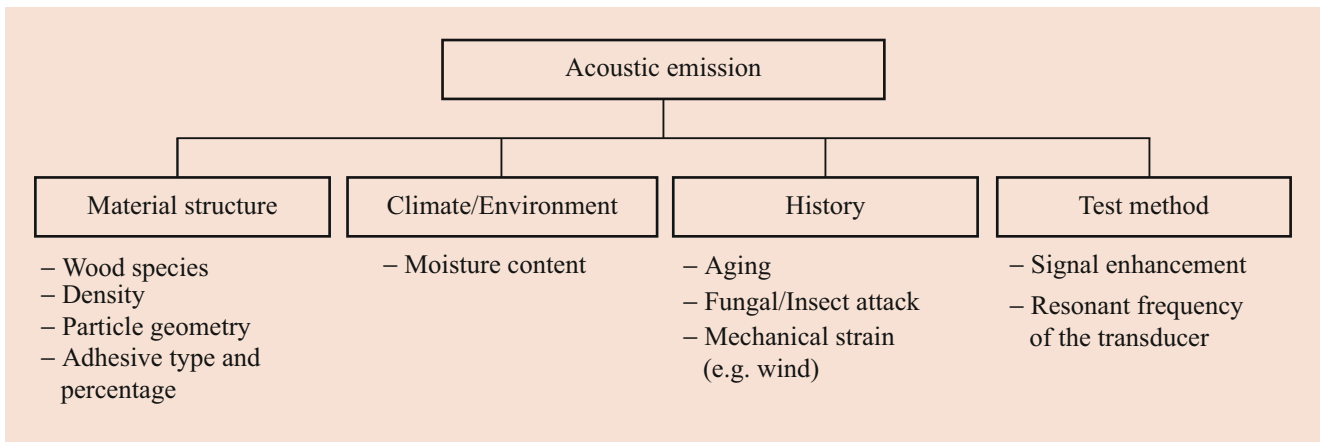 Acoustic emission
Material structure
– Wood species
– Density
– Particle geometry
– Adhesive type and
percentage
Climate/Environment
– Moisture content
History
– Aging
– Fungal/Insect attack
– Mechanical strain
(e.g. wind)
Test method
– Signal enhancement
– Resonant frequency
of the transducer